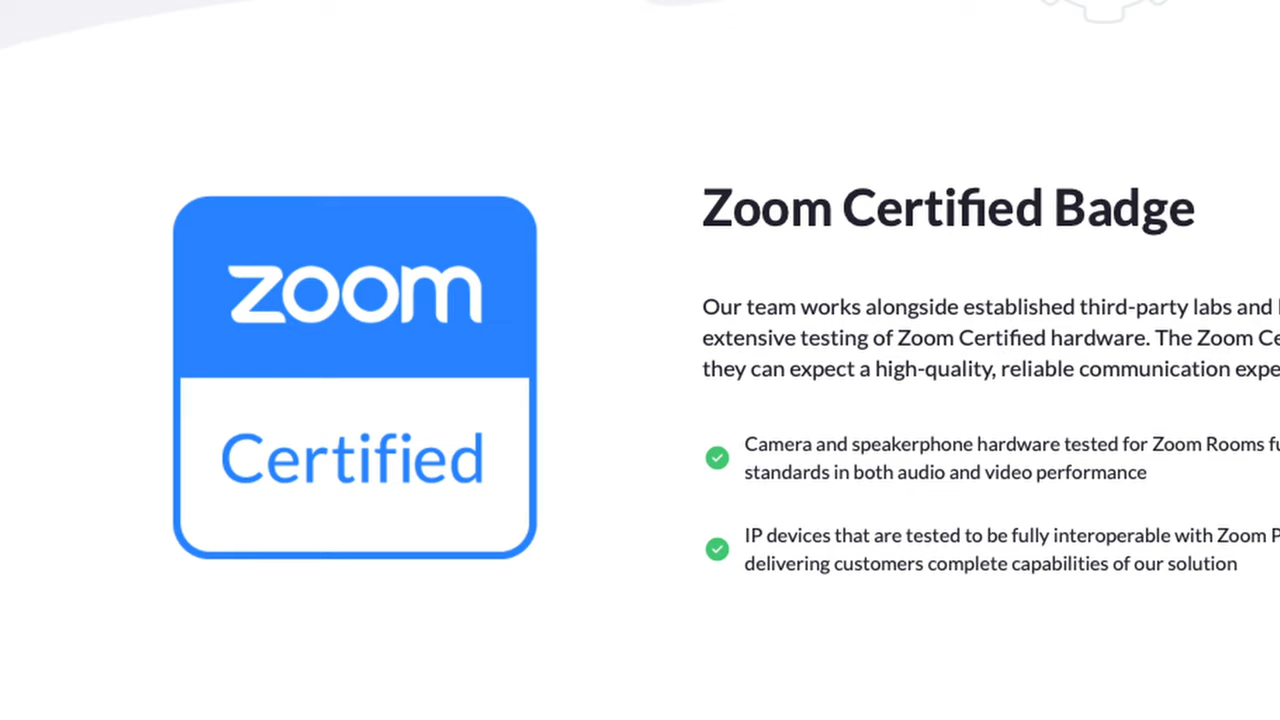 zoom
Certified
Zoom Certified Badge
Our team works alongside established third-party labs and
extensive testing of Zoom Certified hardware. The Zoom
they can expect a high-quality, reliable communication
Camera and speakerphone hardware tested for Zoom Rooms
standards in both audio and video performance
IP devices that are tested to be fully interoperable with Zoom
delivering customers complete capabilities of our solution